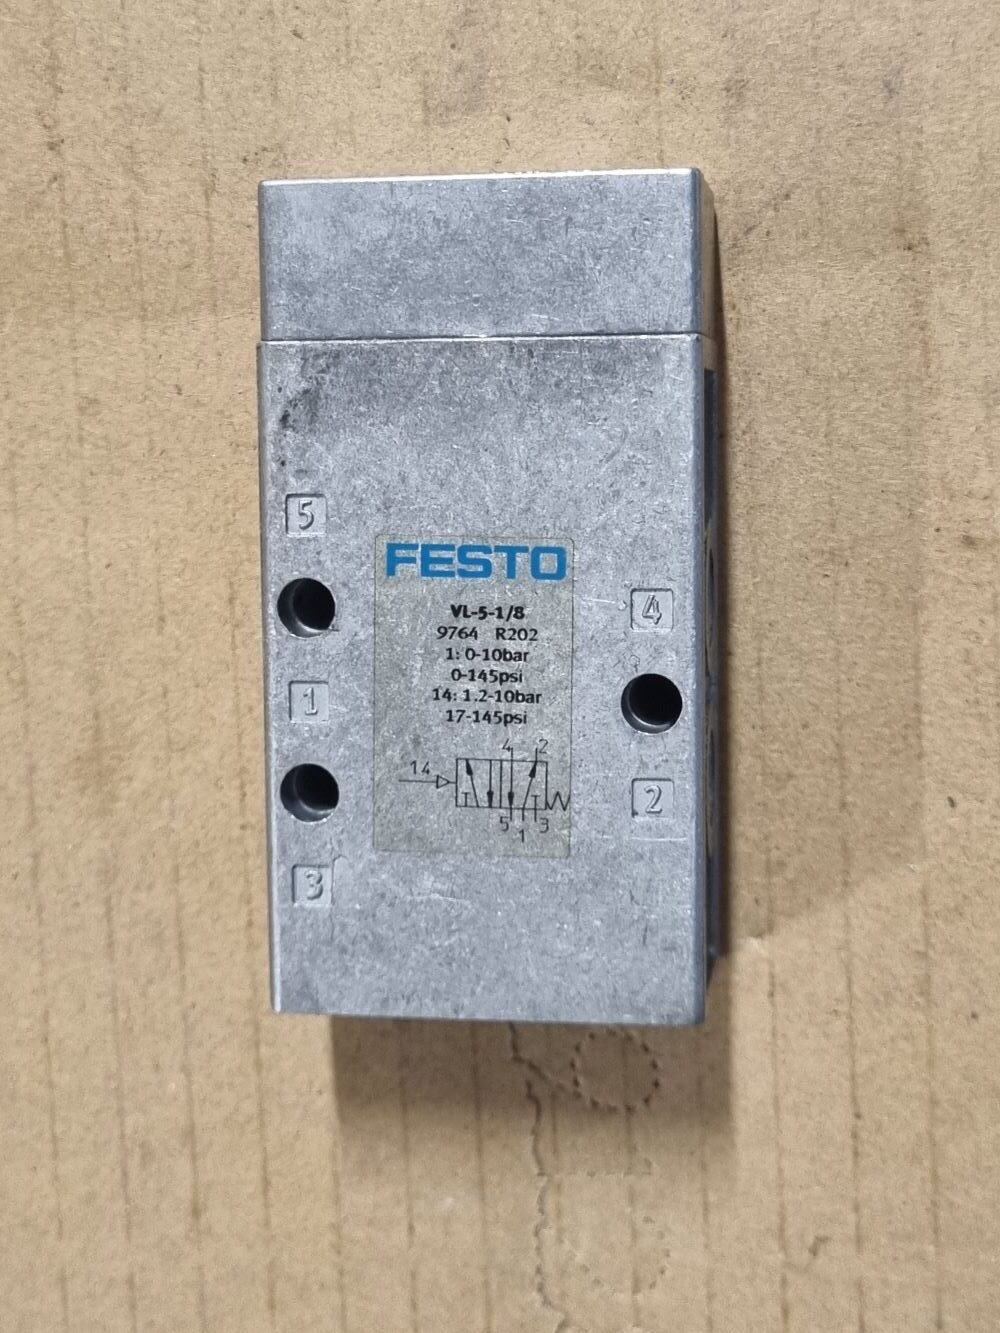 5
FESTO
VL-5-1/8
9764 R202
1: 0-10bar
0-145psi
14: 1.2-10bar
17-145psi
4 2
14
5 1 3
4
1
2
3